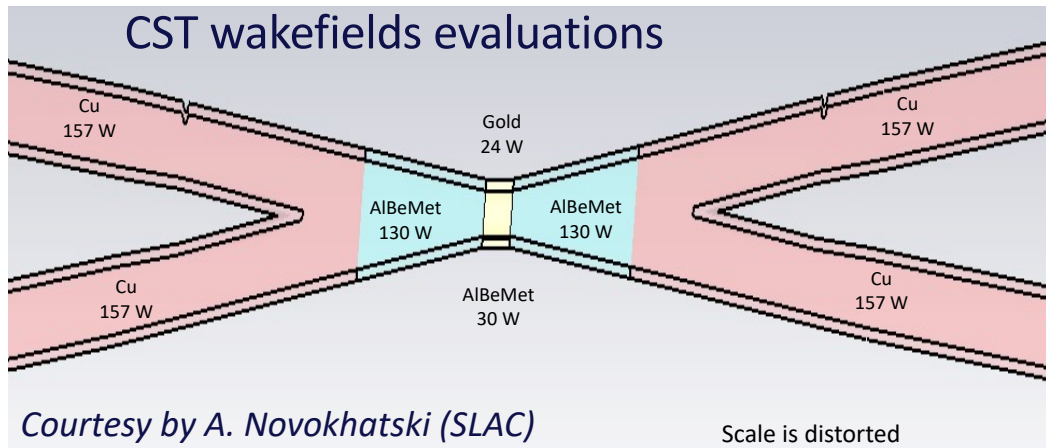 CST wakefields evaluations
Cu
157 W
Cu
157 W
Gold
24 W
AlBeMet
130 W
AlBeMet
130 W
Cu
157 W
Cu
157 W
AlBeMet
30 W
Courtesy by A. Novokhatski (SLAC)
Scale is distorted